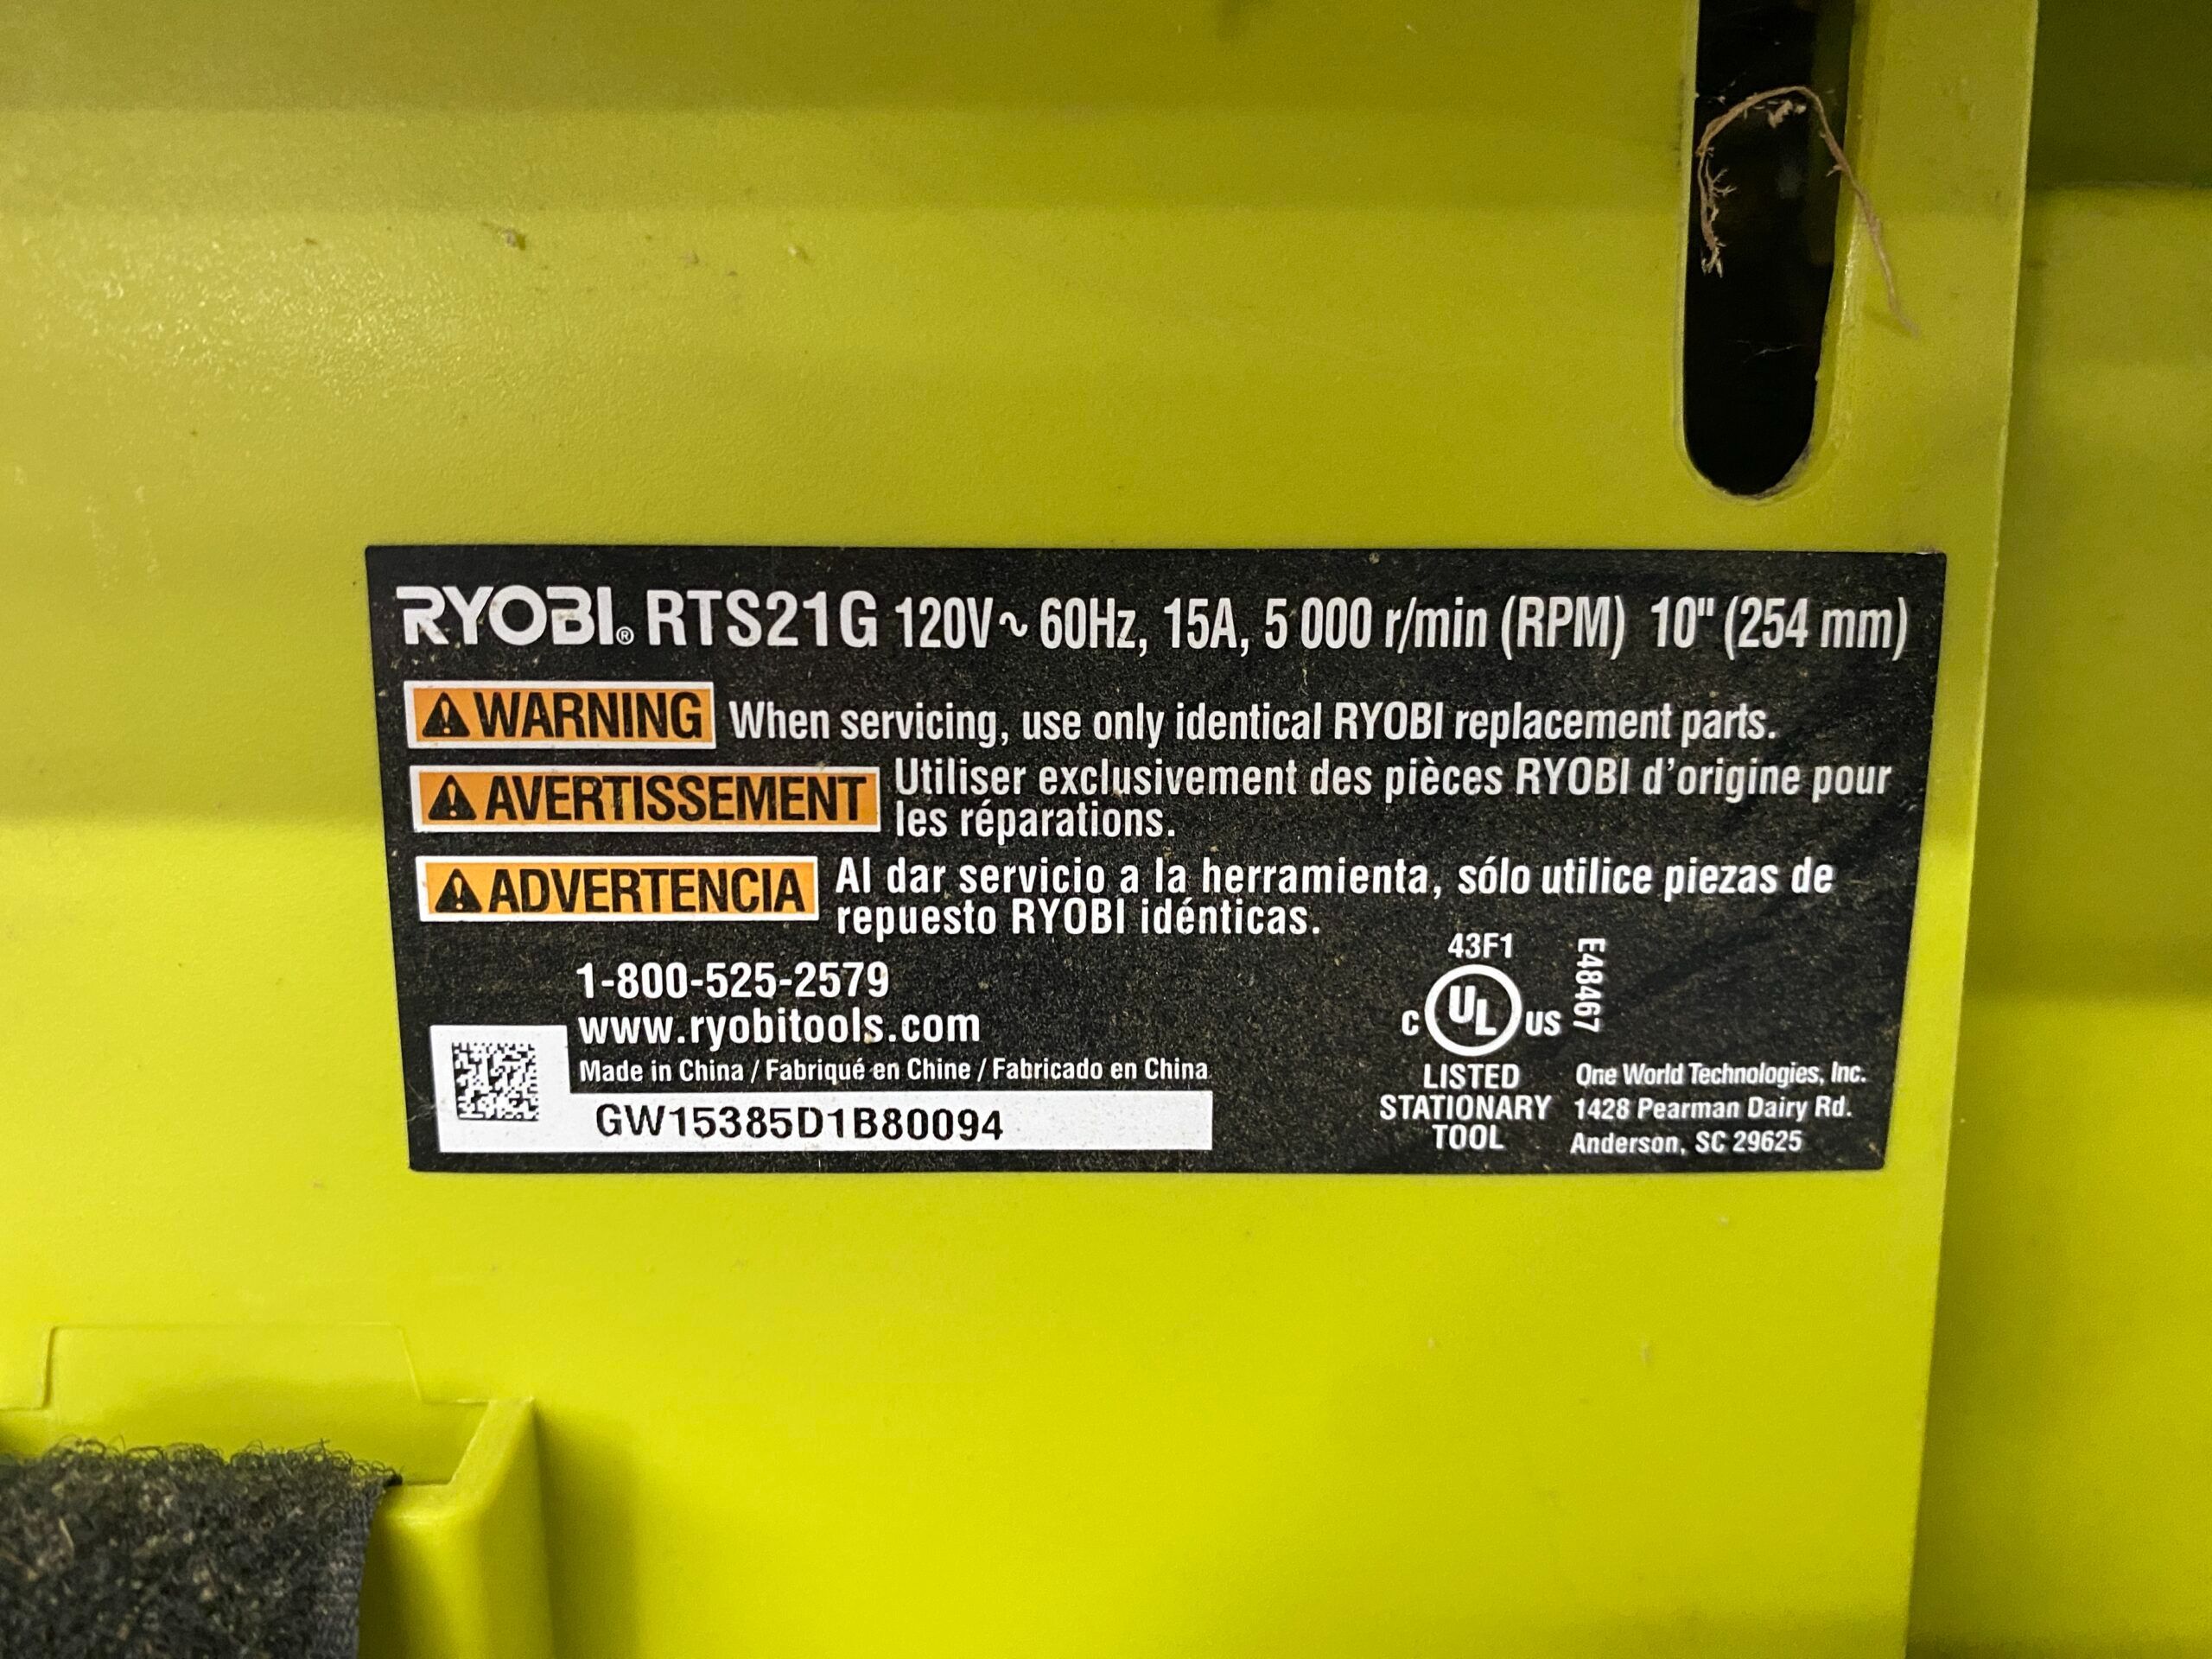 RYOBI® RTS21G 120V~ 60Hz, 15A, 5 000 r/min (RPM) 10" (254 mm)
WARNING When servicing, use only identical RYOBI replacement parts.
AVERTISSEMENT Utiliser exclusivement des pièces RYOBI d'origine pour
les réparations.
ADVERTENCIA Al dar servicio a la herramienta, sólo utilice piezas de
repuesto RYOBI idénticas.
1-800-525-2579
www.ryobitools.com
Made in China / Fabriqué en Chine / Fabricado en China
GW15385D1B80094
43F1
C UL US
E48467
LISTED
STATIONARY
TOOL
One World Technologies, Inc.
1428 Pearman Dairy Rd.
Anderson, SC 29625